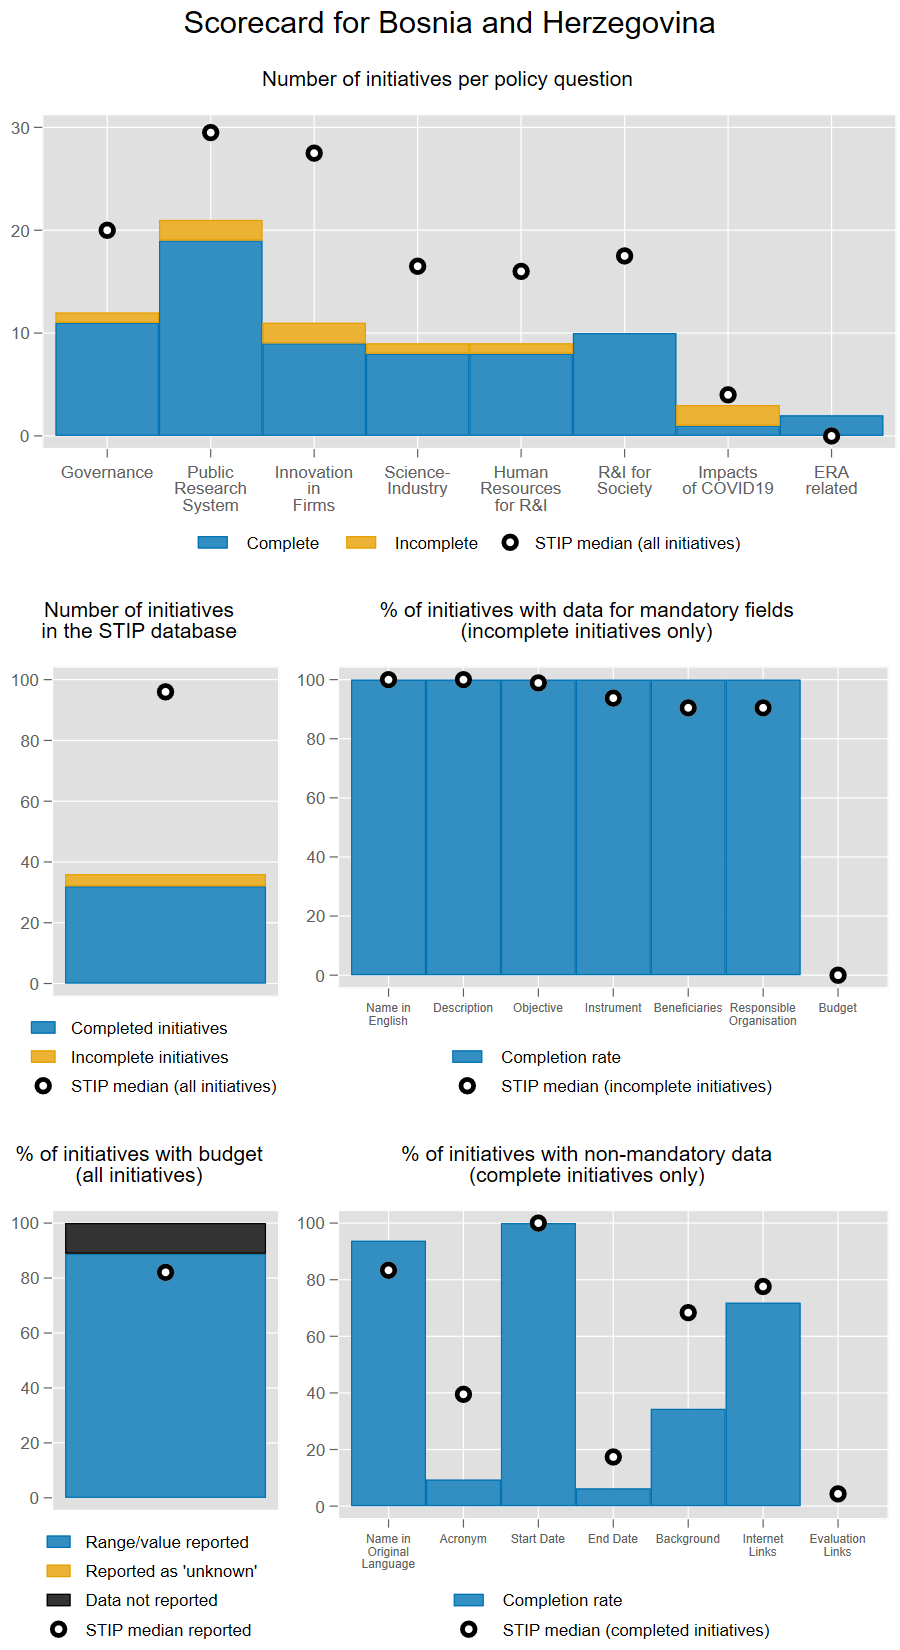 Scorecard for Bosnia and Herzegovina
Number of initiatives per policy question
30
20
10
0
Governance
Public
Research
System
Innovation
in
Firms
Science-
Industry
Human
Resources
for R&I
R&I for
Society
Impacts
of COVID19
ERA
related
Complete
Incomplete
STIP median (all initiatives)
Number of initiatives
in the STIP database
100
80
60
40
20
0
Completed initiatives
Incomplete initiatives
STIP median (all initiatives)
% of initiatives with data for mandatory fields
(incomplete initiatives only)
100
80
60
40
20
0
Name in
English
Description
Objective
Instrument
Beneficiaries
Responsible
Organisation
Budget
Completion rate
STIP median (incomplete initiatives)
% of initiatives with budget
(all initiatives)
100
80
60
40
20
0
Range/value reported
Reported as 'unknown'
Data not reported
STIP median reported
% of initiatives with non-mandatory data
(complete initiatives only)
100
80
60
40
20
0
Name in
Original
Language
Acronym
Start Date
End Date
Background
Internet
Links
Evaluation
Links
Completion rate
STIP median (completed initiatives)